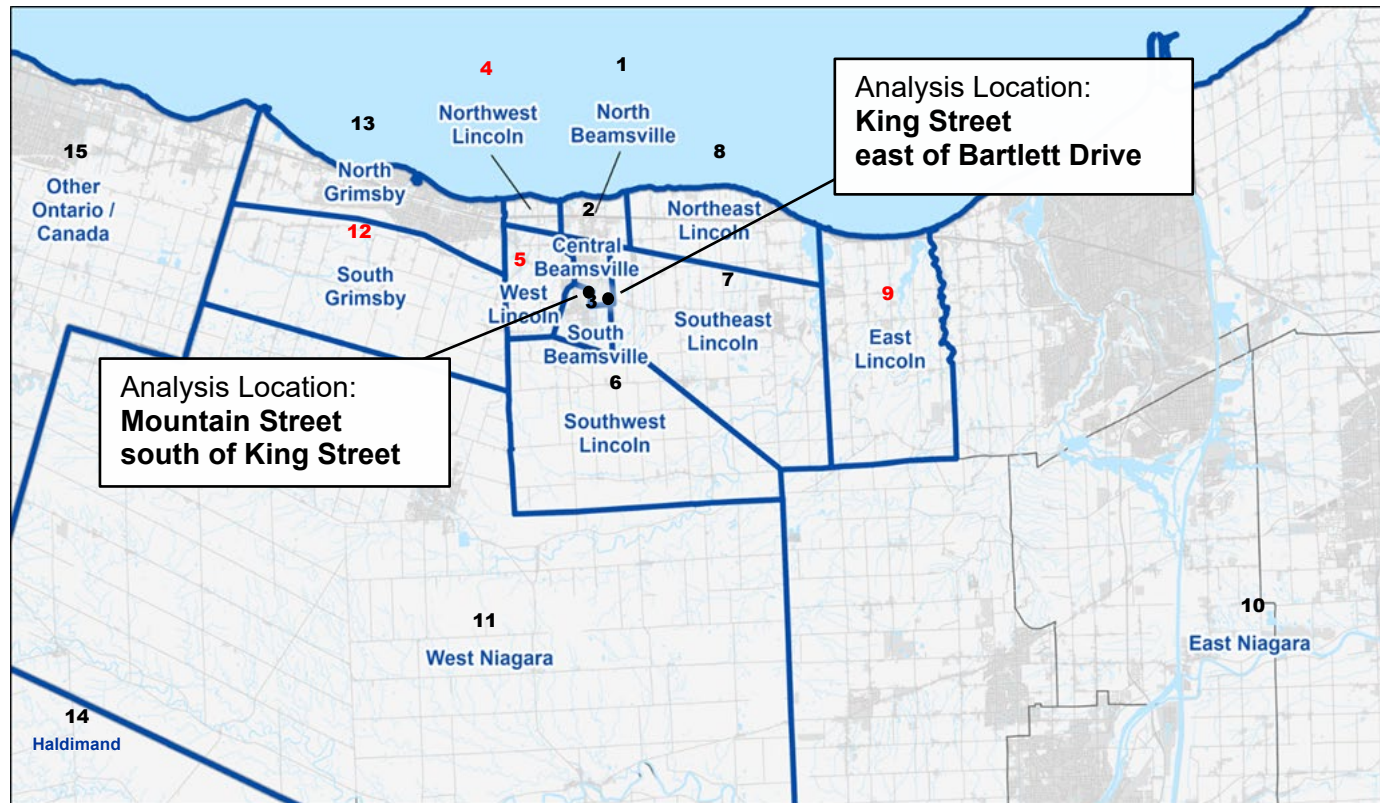 4
Northwest
Lincoln
1
North
Beamsville
Analysis Location:
King Street
east of Bartlett Drive
13
North
Grimsby
8
Northeast
Lincoln
15
Other
Ontario /
Canada
2
Central
Beamsville
12
South
Grimsby
5
West
Lincoln
3
South
Beamsville
7
Southeast
Lincoln
9
East
Lincoln
Analysis Location:
Mountain Street
south of King Street
6
Southwest
Lincoln
11
West Niagara
10
East Niagara
14
Haldimand